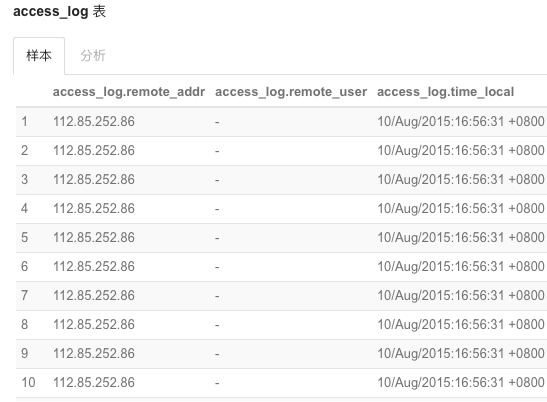 access_log 表
样本 分析
access_log.remote_addr access_log.remote_user access_log.time_local
1 112.85.252.86 - 10/Aug/2015:16:56:31 +0800
2 112.85.252.86 - 10/Aug/2015:16:56:31 +0800
3 112.85.252.86 - 10/Aug/2015:16:56:31 +0800
4 112.85.252.86 - 10/Aug/2015:16:56:31 +0800
5 112.85.252.86 - 10/Aug/2015:16:56:31 +0800
6 112.85.252.86 - 10/Aug/2015:16:56:31 +0800
7 112.85.252.86 - 10/Aug/2015:16:56:31 +0800
8 112.85.252.86 - 10/Aug/2015:16:56:31 +0800
9 112.85.252.86 - 10/Aug/2015:16:56:31 +0800
10 112.85.252.86 - 10/Aug/2015:16:56:31 +0800